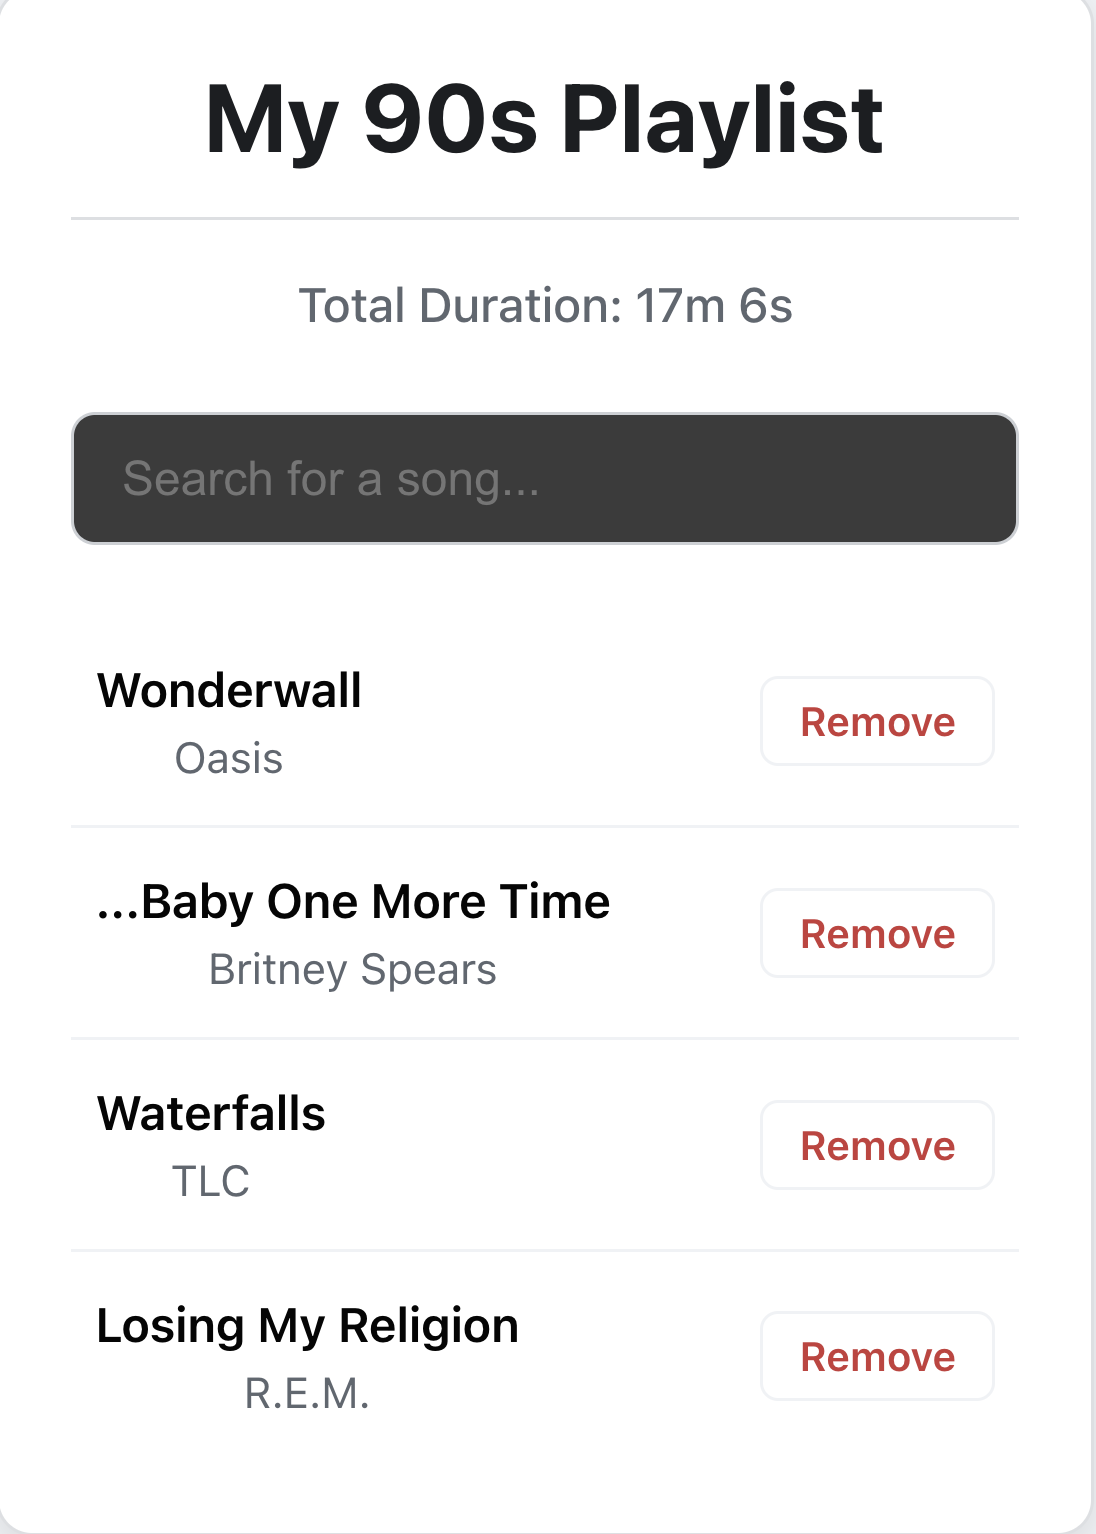 My 90s Playlist
Total Duration: 17m 6s
Search for a song...
Wonderwall
Oasis
Remove
...Baby One More Time
Britney Spears
Remove
Waterfalls
TLC
Remove
Losing My Religion
R.E.M.
Remove